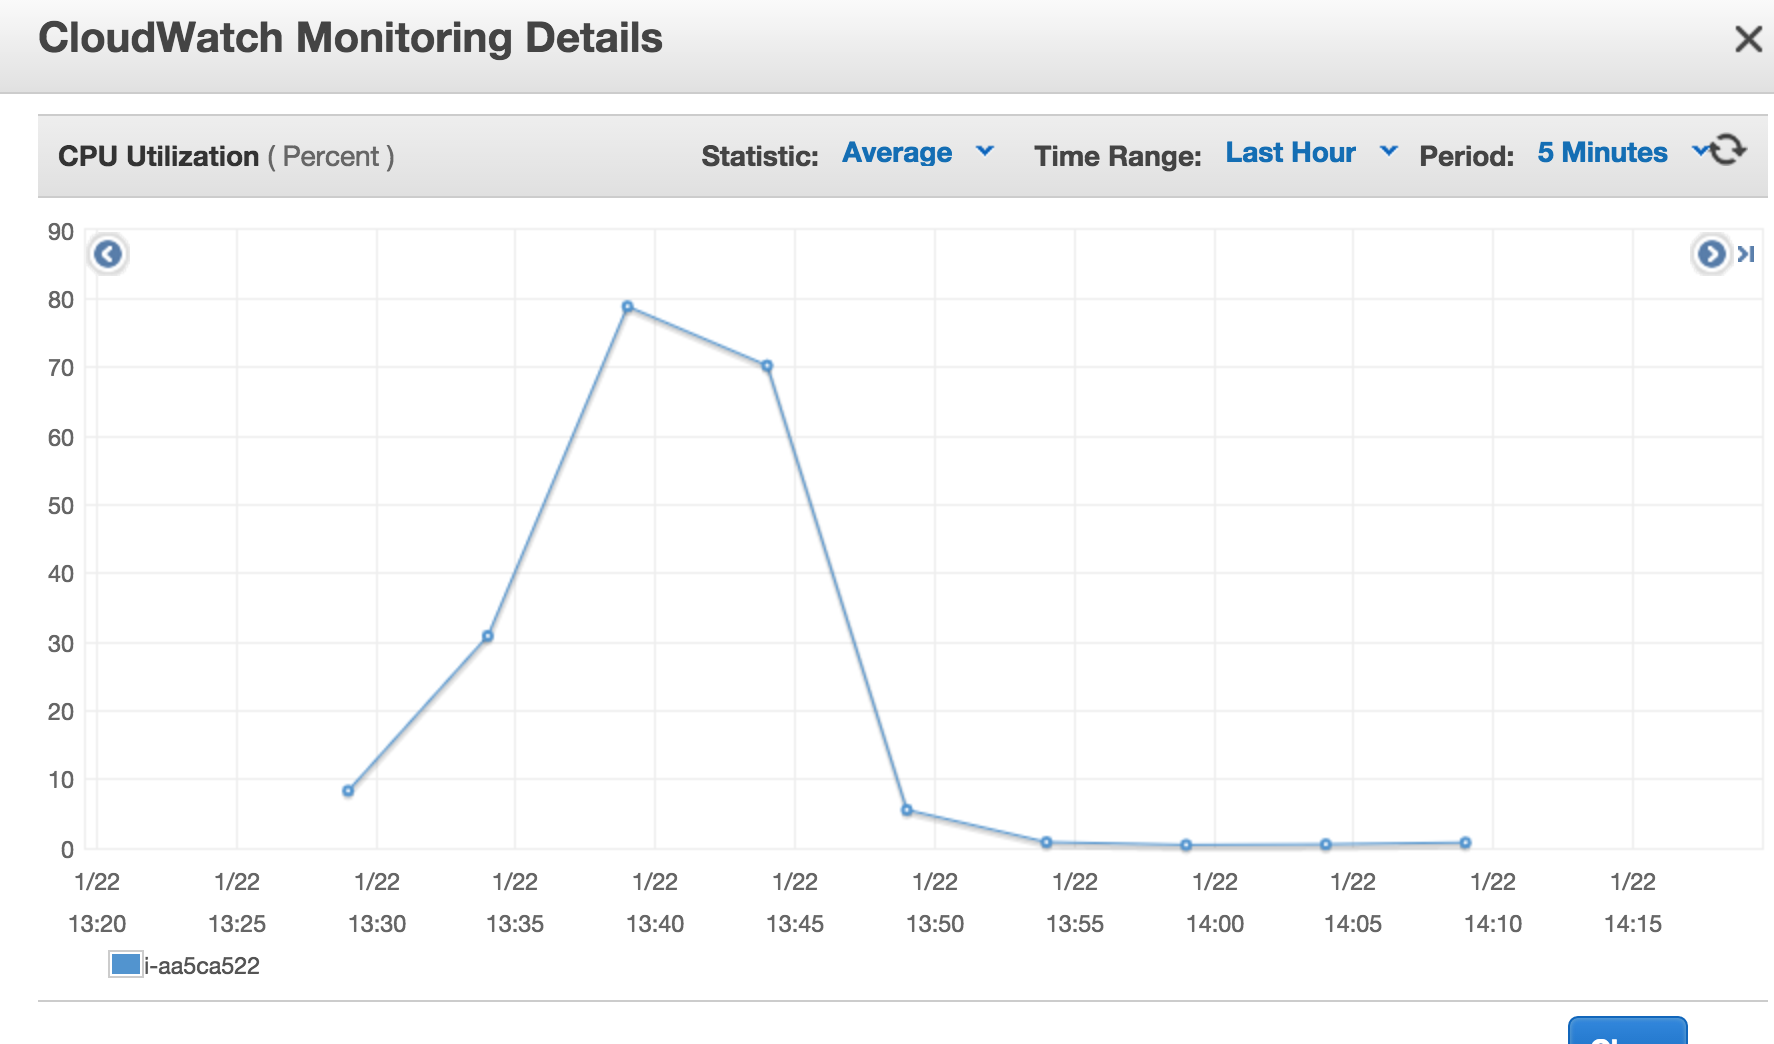 CloudWatch Monitoring Details
CPU Utilization ( Percent ) Statistic: Average Time Range: Last Hour Period: 5 Minutes
90
80
70
60
50
40
30
20
10
0
1/22 1/22 1/22 1/22 1/22 1/22 1/22 1/22 1/22 1/22 1/22 1/22
13:20 13:25 13:30 13:35 13:40 13:45 13:50 13:55 14:00 14:05 14:10 14:15
i-aa5ca522